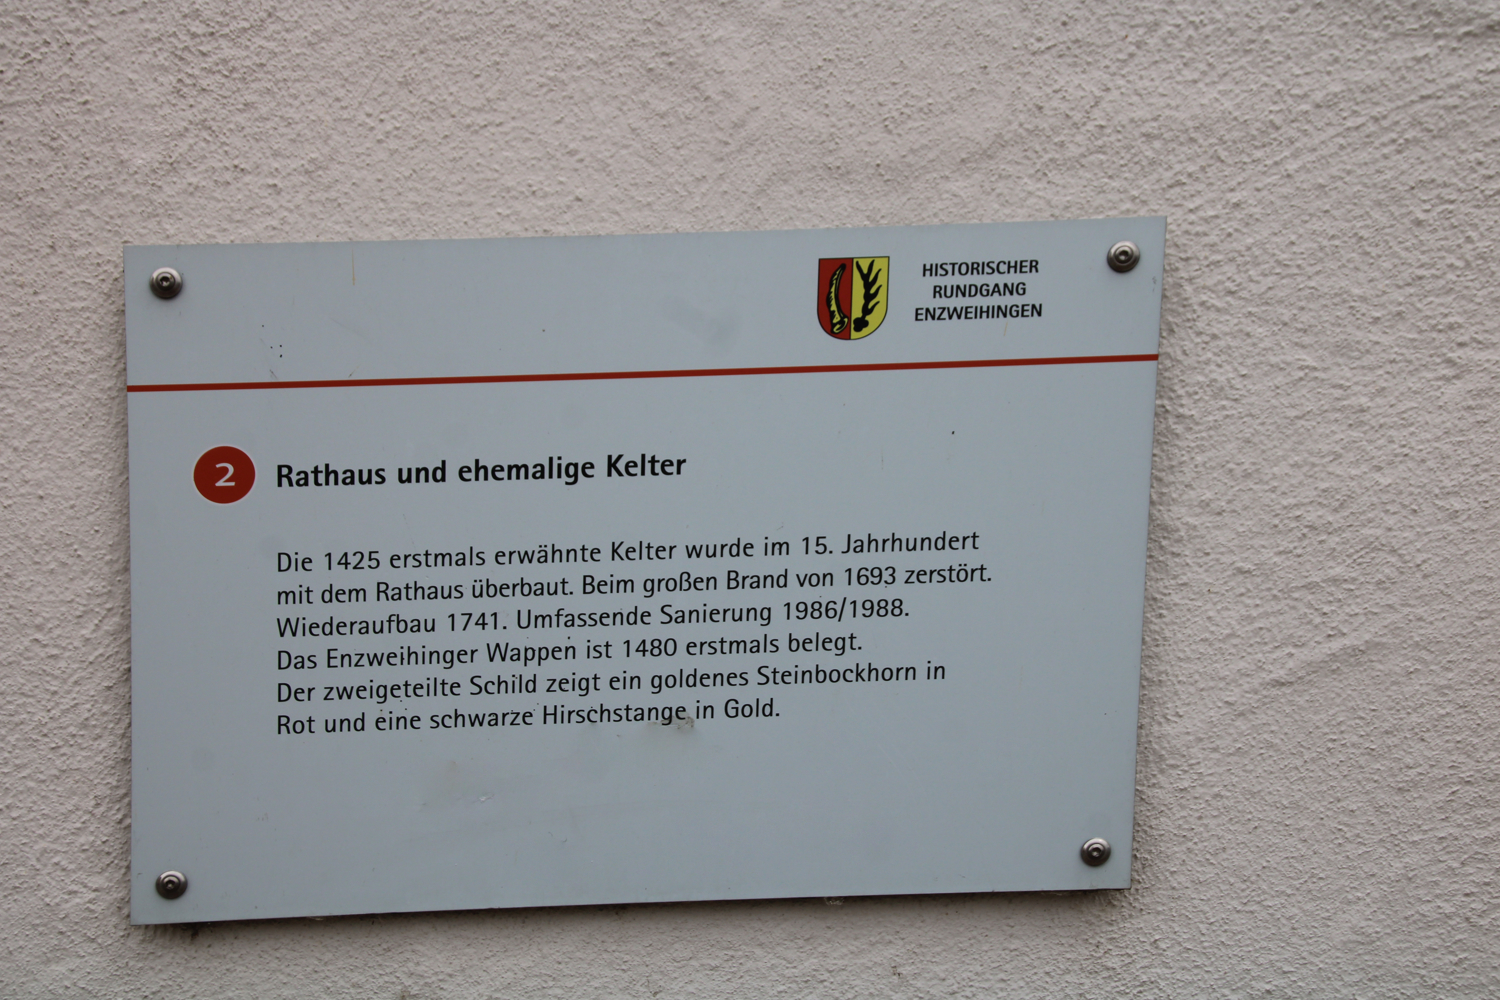 HISTORISCHER
RUNDGANG
ENZWEIHINGEN
2 Rathaus und ehemalige Kelter
Die 1425 erstmals erwähnte Kelter wurde im 15. Jahrhundert
mit dem Rathaus überbaut. Beim großen Brand von 1693 zerstört.
Wiederaufbau 1741. Umfassende Sanierung 1986/1988.
Das Enzweihinger Wappen ist 1480 erstmals belegt.
Der zweigeteilte Schild zeigt ein goldenes Steinbockhorn in
Rot und eine schwarze Hirschstange in Gold.